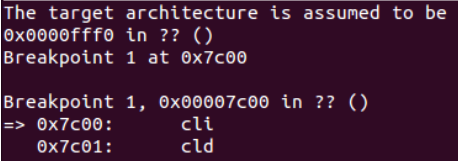 The target architecture is assumed to be
0x0000fff0 in ?? ()
Breakpoint 1 at 0x7c00

Breakpoint 1, 0x00007c00 in ?? ()
=> 0x7c00:      cli
   0x7c01:      cld